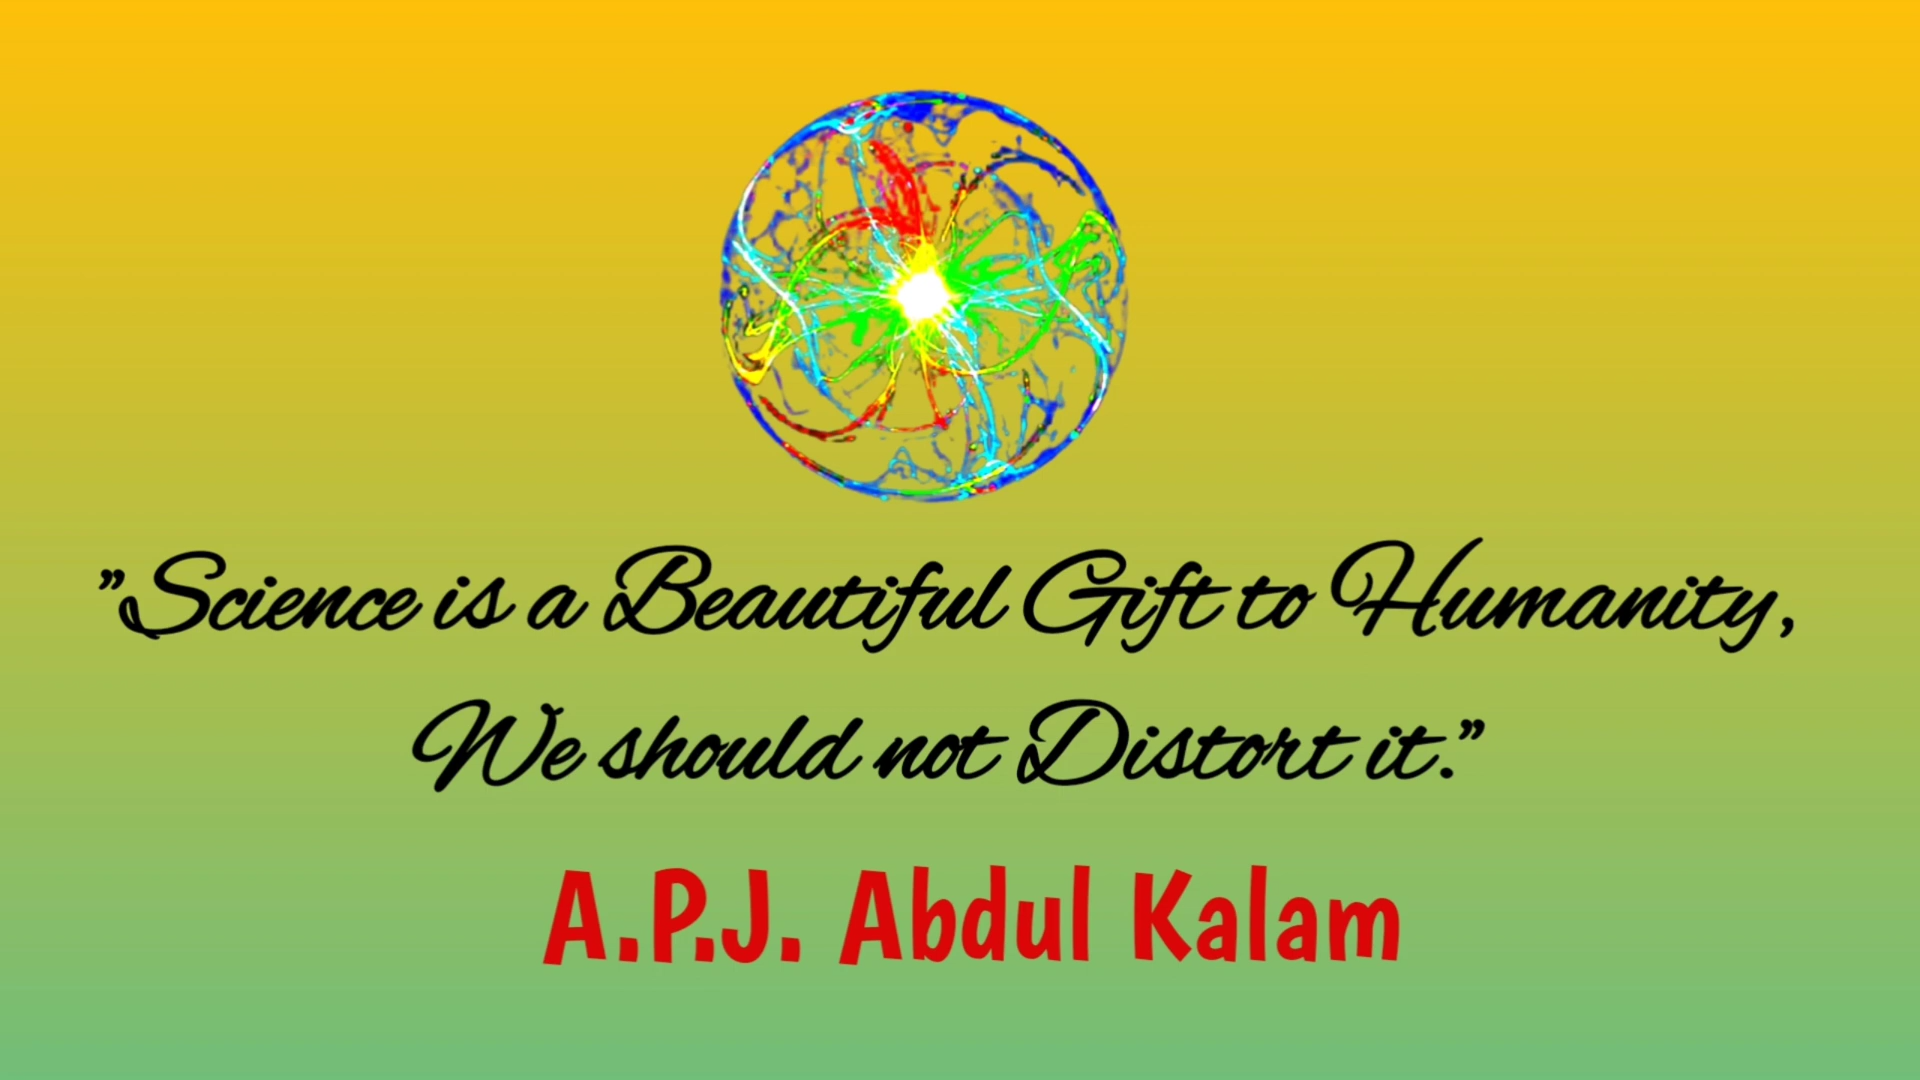 ”Science is a Beautiful Gift to Humanity,
We should not Distort it.”
A.P.J. Abdul Kalam